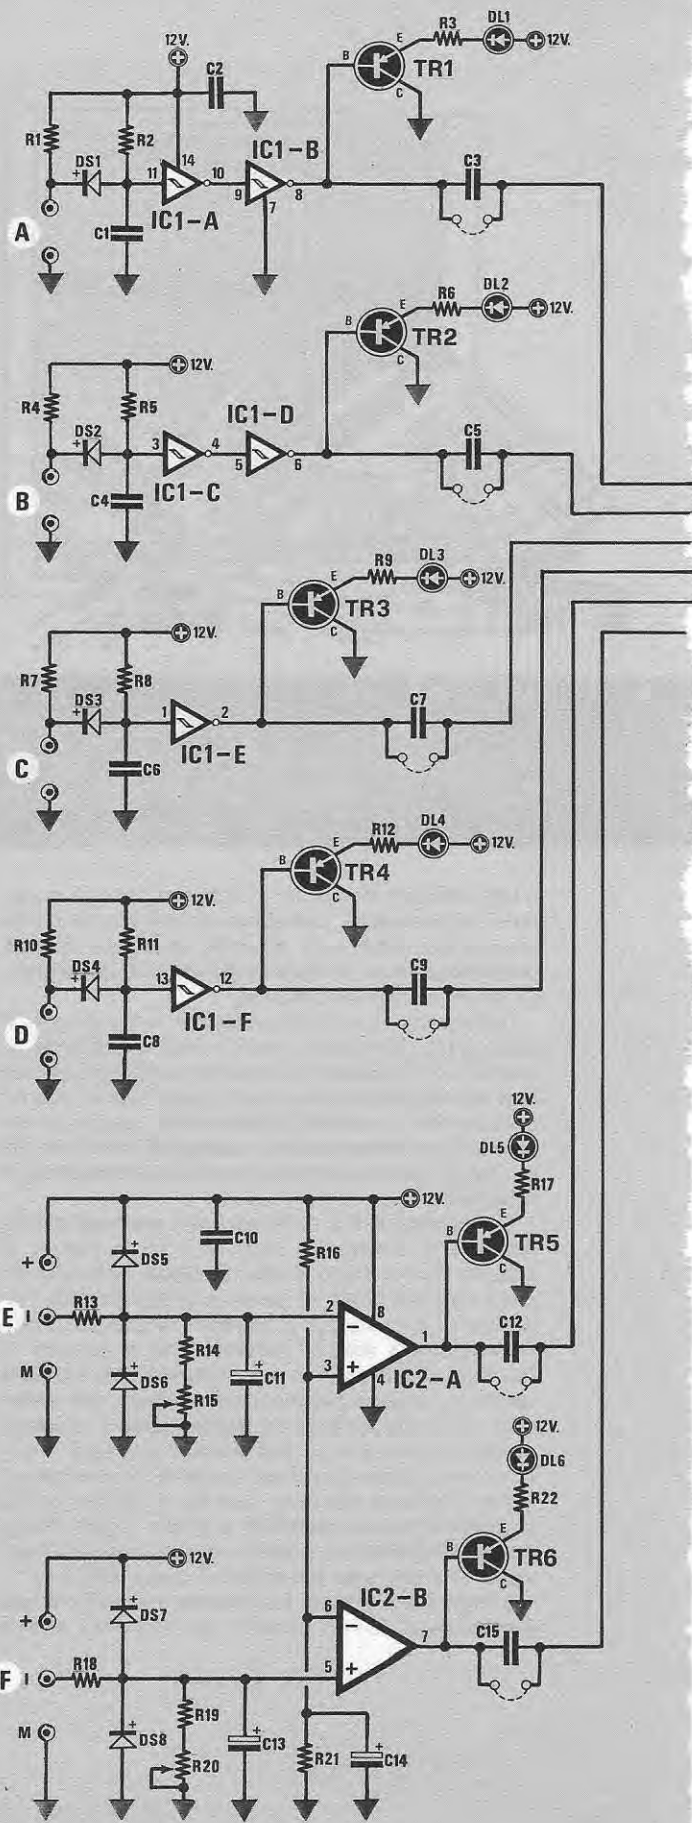 R3 DL1 12V.
E
B TR1
C
12V.
C2
R1 R2
IC1-B
C3
DS1
+
11 14 10 9 7 8
IC1-A
A
C1
R6 DL2 12V.
E
B TR2
C
12V.
R4 R5
IC1-D
C5
DS2
+
3 4 5 6
IC1-C
B
C4
R9 DL3 12V.
E
B TR3
C
12V.
R7 R8
C7
DS3
+
1 2
IC1-E
C
C6
R12 DL4 12V.
E
B TR4
C
12V.
R10 R11
C9
DS4
+
13 12
IC1-F
D
C8
12V.
DL5
R17
E
B TR5
C
12V.
+
DS5
+
C10
R16
E I R13
2 8
−
1
C12
3 +
4
IC2-A
R14
R15
+
C11
M
+
DS6
12V.
DL6
R22
E
B TR6
C
12V.
+
DS7
+
IC2-B
6
−
7
C15
F I R18
5 +
R19
R20
+
C13
M
+
DS8
R21
+
C14